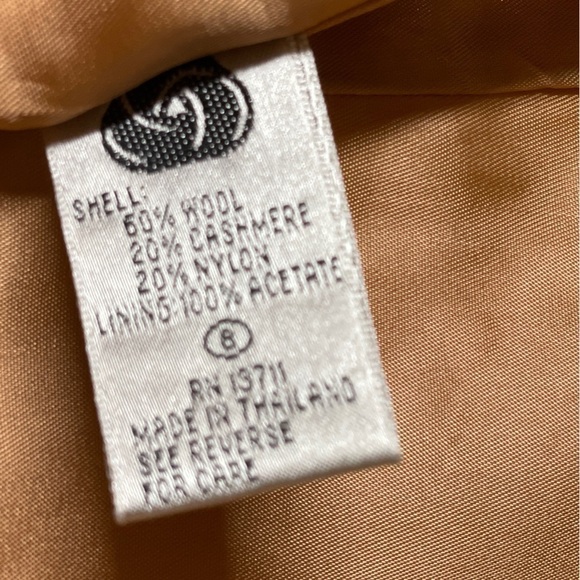 SHELL:
60% WOOL
20% CASHMERE
20% NYLON
LINING:100% ACETATE
8
RN 13711
MADE IN THAILAND
SEE REVERSE
FOR CARE